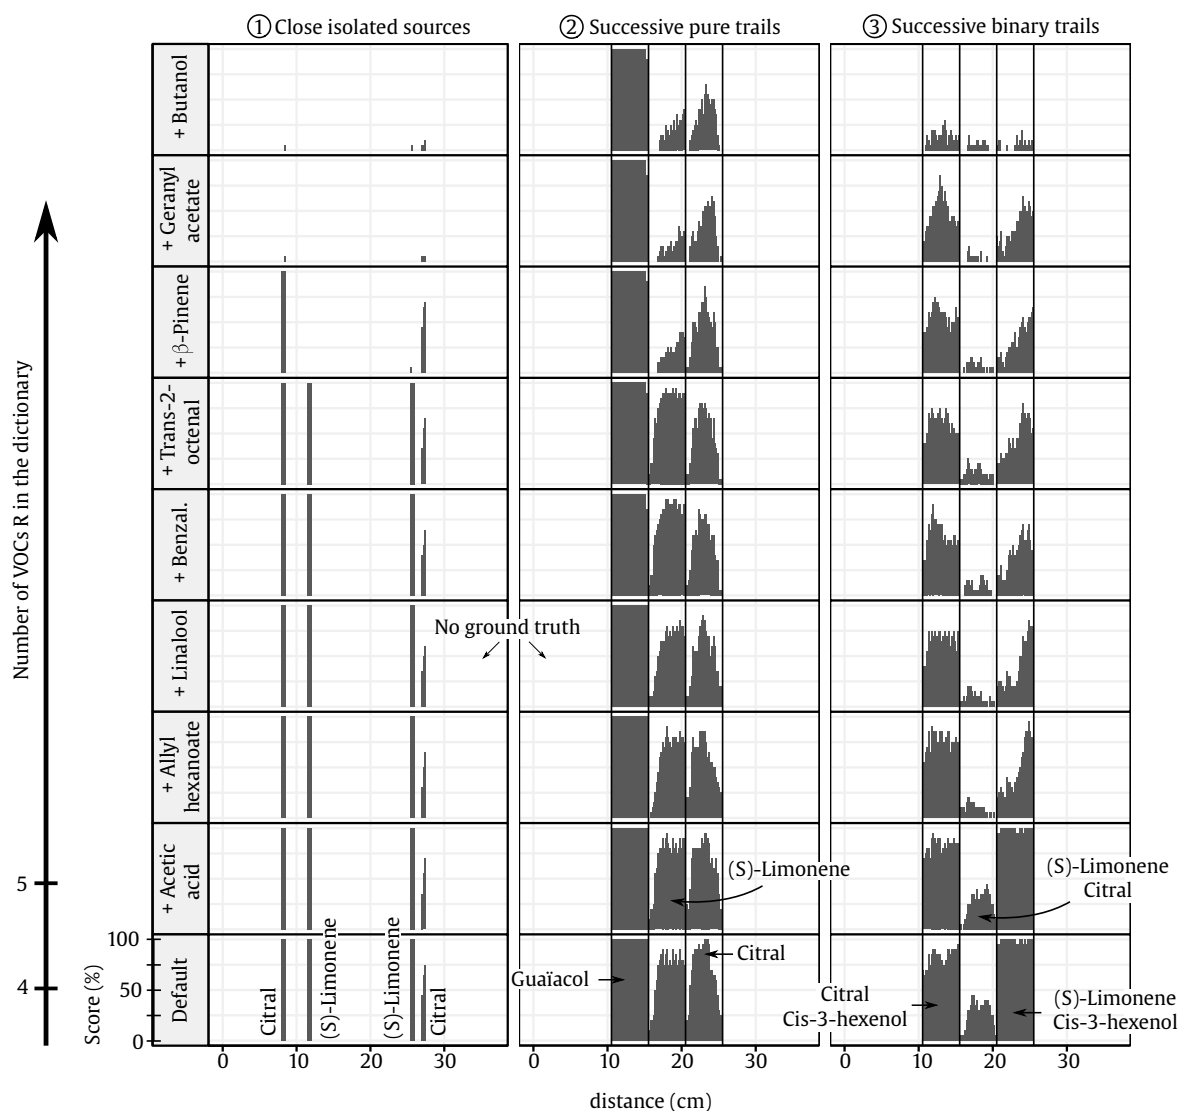 ① Close isolated sources
② Successive pure trails
③ Successive binary trails
+ Butanol
+ Geranyl
acetate
+ β-Pinene
+ Trans-2-
octenal
+ Benzal.
+ Linalool
No ground truth
+ Allyl
hexanoate
+ Acetic
acid
(S)-Limonene
(S)-Limonene
Citral
Default
Citral
(S)-Limonene
(S)-Limonene
Citral
Guaïacol
Citral
Citral
Cis-3-hexenol
(S)-Limonene
Cis-3-hexenol
Number of VOCs R in the dictionary
5
4
Score (%)
100
50
0
0 10 20 30
0 10 20 30
0 10 20 30
distance (cm)